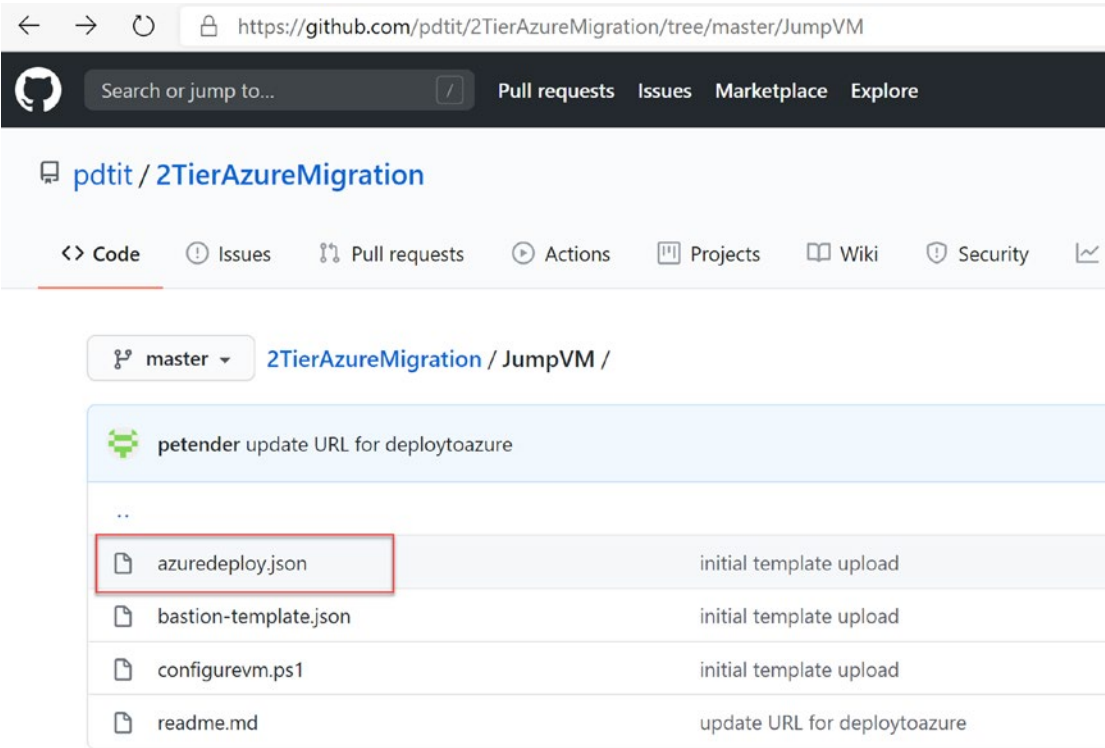 https://github.com/pdtit/2TierAzureMigration/tree/master/JumpVM
Search or jump to... / Pull requests Issues Marketplace Explore
pdtit / 2TierAzureMigration
<> Code Issues Pull requests Actions Projects Wiki Security
master 2TierAzureMigration / JumpVM /
petender update URL for deploytoazure
..
azuredeploy.json initial template upload
bastion-template.json initial template upload
configurevm.ps1 initial template upload
readme.md update URL for deploytoazure